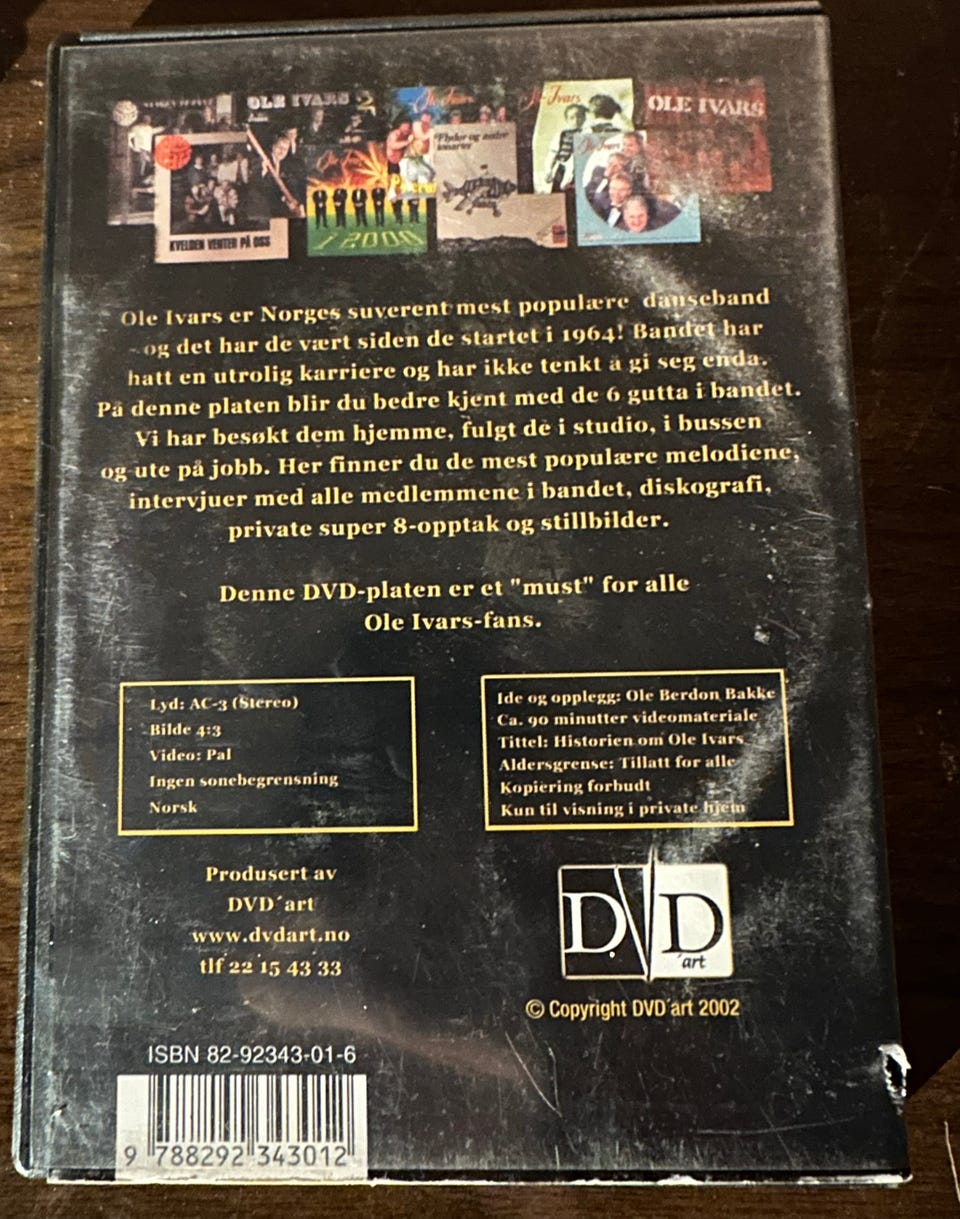 OLE IVARS 2
Ole Ivars
Ole Ivars
OLE IVARS
KVELDEN VENTER PÅ OSS
i 2000
Ole Ivars er Norges suverent mest populære danseband
og det har de vært siden de startet i 1964! Bandet har
hatt en utrolig karriere og har ikke tenkt å gi seg enda.
På denne platen blir du bedre kjent med de 6 gutta i bandet.
Vi har besøkt dem hjemme, fulgt de i studio, i bussen
og ute på jobb. Her finner du de mest populære melodiene,
intervjuer med alle medlemmene i bandet, diskografi,
private super 8-opptak og stillbilder.
Denne DVD-platen er et "must" for alle
Ole Ivars-fans.
Lyd: AC-3 (Stereo)
Bilde 4:3
Video: Pal
Ingen sonebegrensning
Norsk
Ide og opplegg: Ole Berdon Bakke
Ca. 90 minutter videomateriale
Tittel: Historien om Ole Ivars
Aldersgrense: Tillatt for alle
Kopiering forbudt
Kun til visning i private hjem
Produsert av
DVD´art
www.dvdart.no
tlf 22 15 43 33
DVD
´art
© Copyright DVD´art 2002
ISBN 82-92343-01-6
9 788292 343012